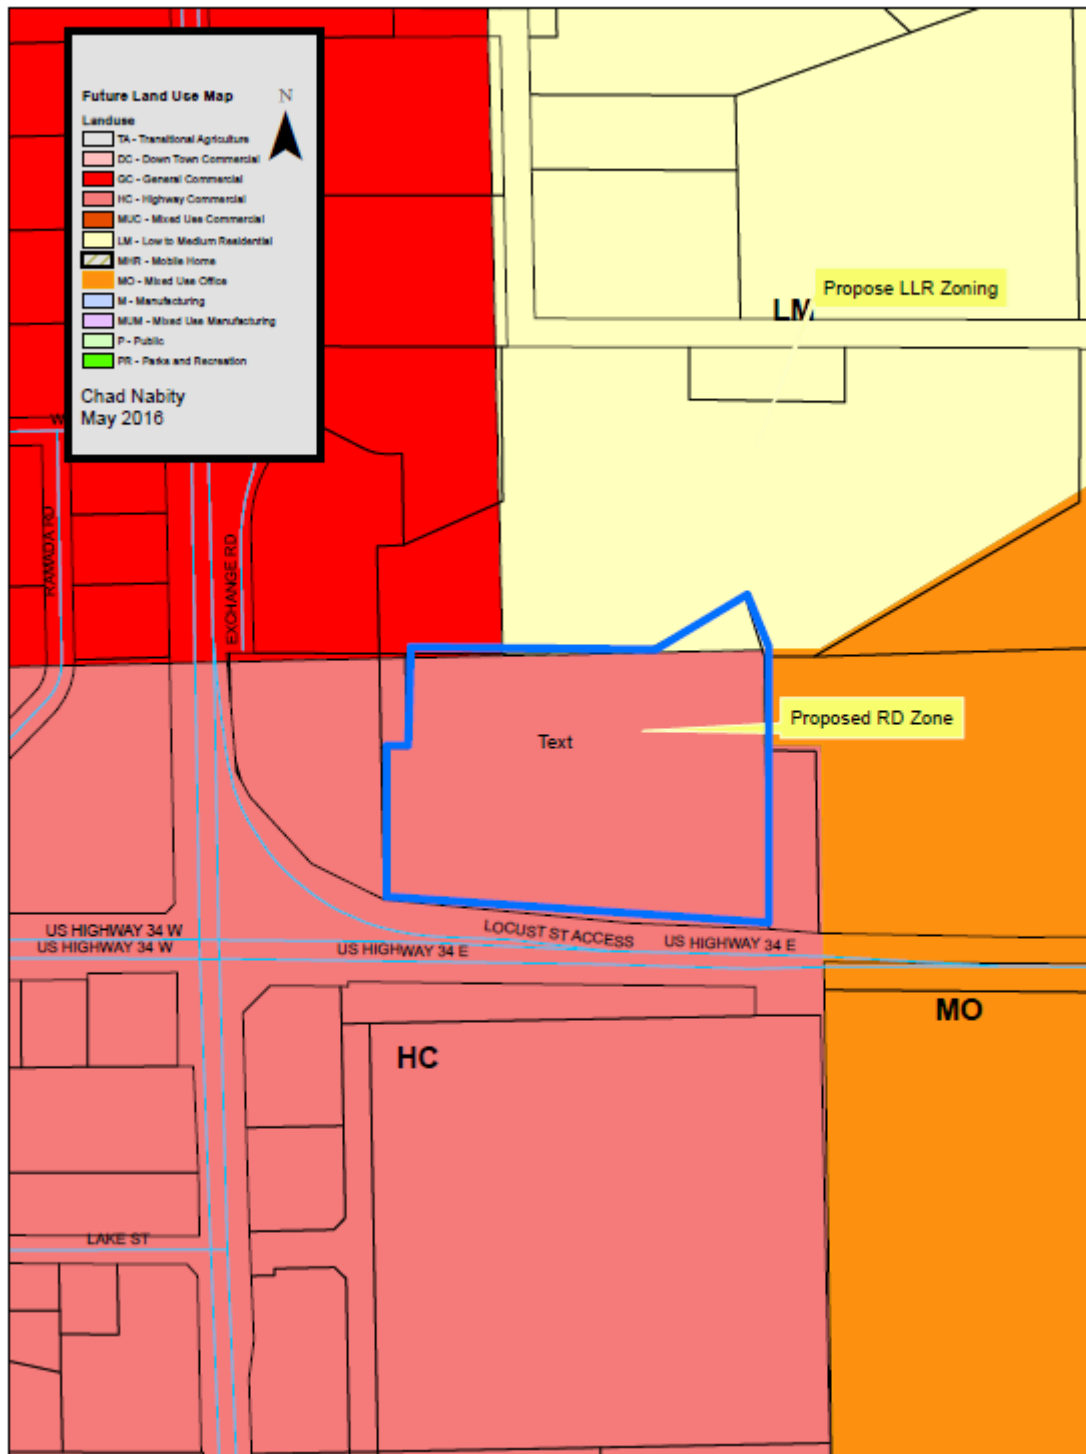 Future Land Use Map
N
Landuse
TA - Transitional Agriculture
DC - Down Town Commercial
GC - General Commercial
HC - Highway Commercial
MUC - Mixed Use Commercial
LM - Low to Medium Residential
MHR - Mobile Home
MO - Mixed Use Office
M - Manufacturing
MUM - Mixed Use Manufacturing
P - Public
PR - Parks and Recreation
Chad Nabity
May 2016
Propose LLR Zoning
LM
W
RAMADA RD
EXCHANGE RD
Proposed RD Zone
Text
US HIGHWAY 34 W
US HIGHWAY 34 W
US HIGHWAY 34 E
LOCUST ST ACCESS
US HIGHWAY 34 E
MO
HC
LAKE ST